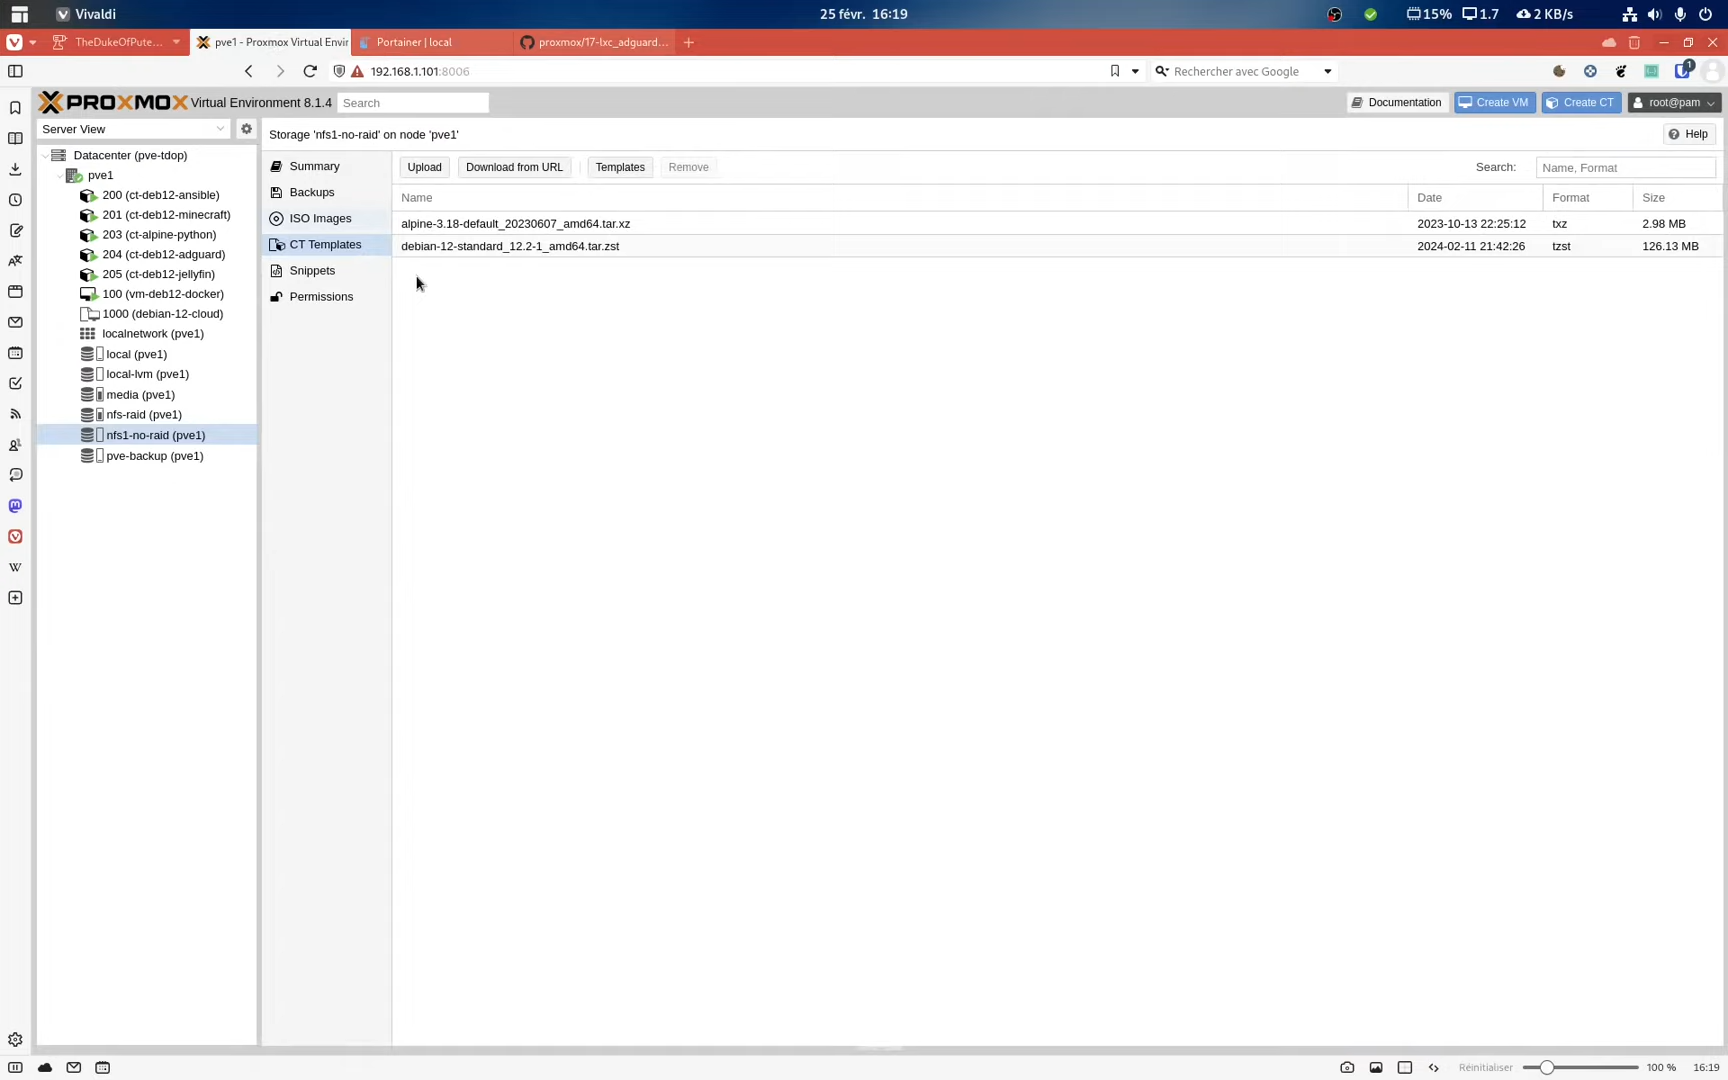 Vivaldi
25 févr. 16:19
15% 1.7 2 KB/s
TheDukeOfPute...
pve1 - Proxmox Virtual Envir
Portainer | local
proxmox/17-lxc_adguard...
192.168.1.101:8006
Rechercher avec Google
1
PROXMOX Virtual Environment 8.1.4
Search
Documentation
Create VM
Create CT
root@pam
Server View
Storage 'nfs1-no-raid' on node 'pve1'
Help
Datacenter (pve-tdop)
pve1
200 (ct-deb12-ansible)
201 (ct-deb12-minecraft)
203 (ct-alpine-python)
204 (ct-deb12-adguard)
205 (ct-deb12-jellyfin)
100 (vm-deb12-docker)
1000 (debian-12-cloud)
localnetwork (pve1)
local (pve1)
local-lvm (pve1)
media (pve1)
nfs-raid (pve1)
nfs1-no-raid (pve1)
pve-backup (pve1)
Summary
Backups
ISO Images
CT Templates
Snippets
Permissions
Upload
Download from URL
Templates
Remove
Search:
Name, Format
Name Date Format Size
alpine-3.18-default_20230607_amd64.tar.xz 2023-10-13 22:25:12 txz 2.98 MB
debian-12-standard_12.2-1_amd64.tar.zst 2024-02-11 21:42:26 tzst 126.13 MB
W
Réinitialiser
100 %
16:19